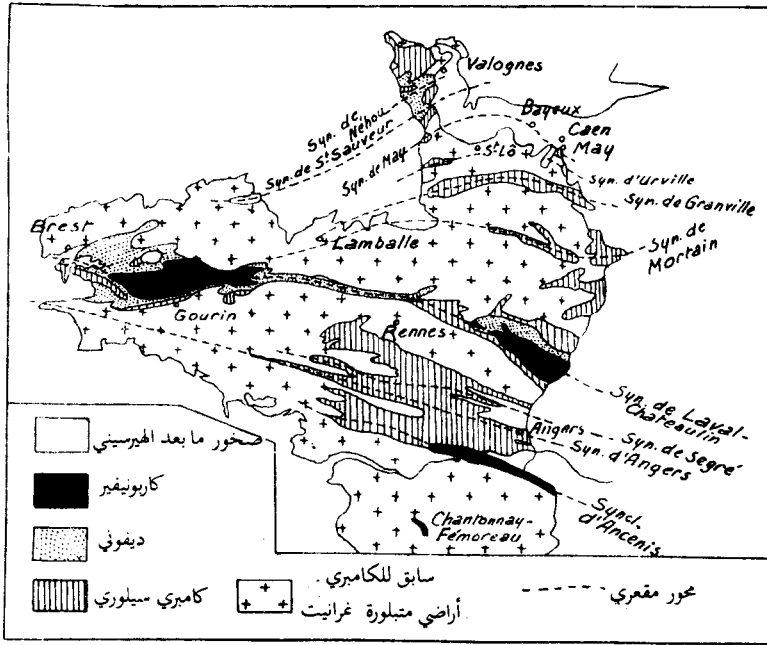 Valognes
Syn. de Néhou
Syn. de St Sauveur
Bayeux
Caen
May
Syn. de May
St Lô
Syn. d'Urville
Syn. de Granville
Syn. de Mortain
Brest
Lamballe
Gourin
Rennes
Syn. de Laval-
Chateaulin
Angers
Syn. de Segré
Syn. d'Angers
Syncl. d'Ancenis
Chantonnay-
Fémoreau
صخور ما بعد الهيرسيني
كاربونيفير
ديفوني
كامبري سيلوري
سابق للكامبري.
أراضي متبلورة غرانيت
محور مقعري